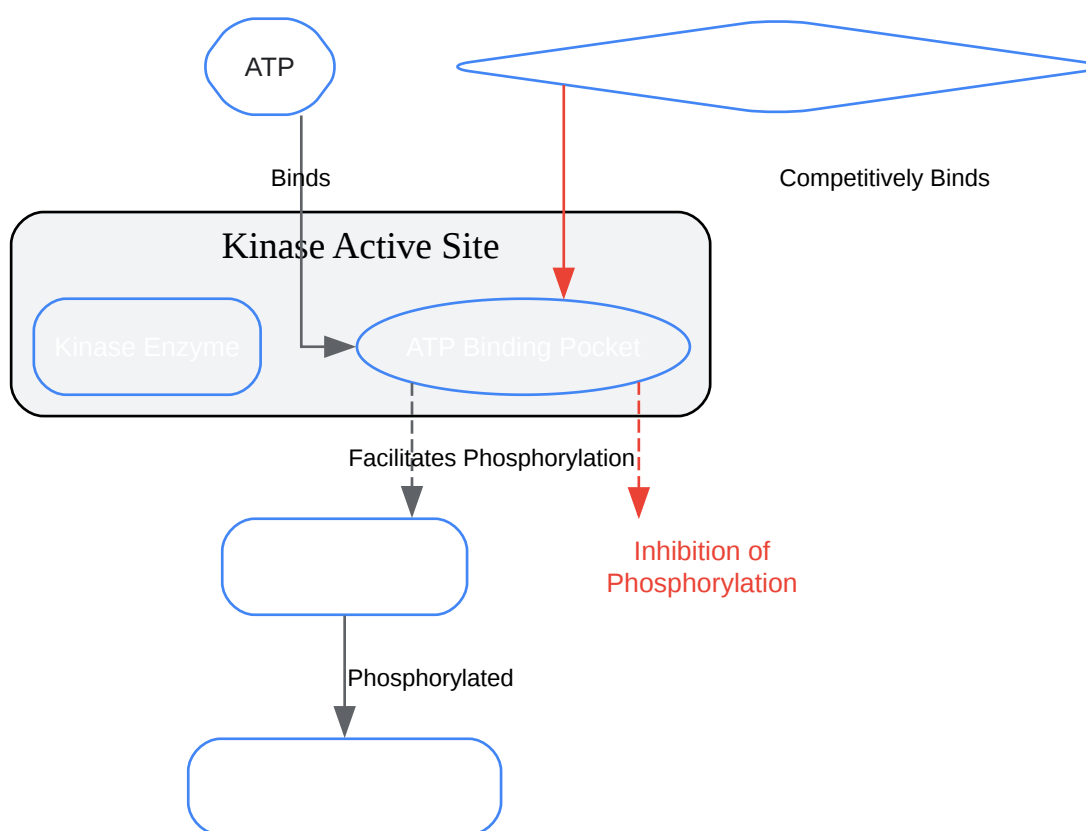 ATP
Binds
Competitively Binds
Kinase Active Site
Kinase Enzyme
ATP Binding Pocket
Facilitates Phosphorylation
Inhibition of
Phosphorylation
Phosphorylated